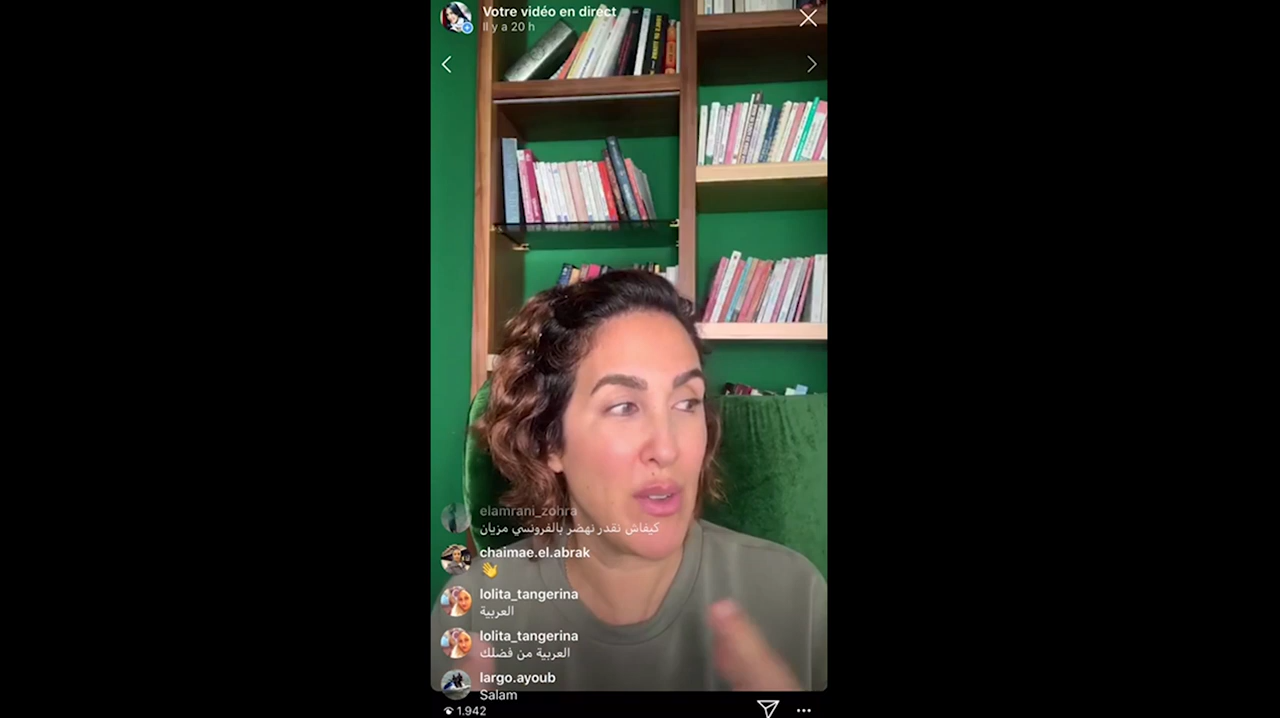 Votre vidéo en direct
Il y a 20 h
elamrani_zohra
كيفاش نقدر نهضر بالفرونسي مزيان
chaimae.el.abrak
👋
lolita_tangerina
العربية
lolita_tangerina
العربية من فضلك
largo.ayoub
Salam
1.942